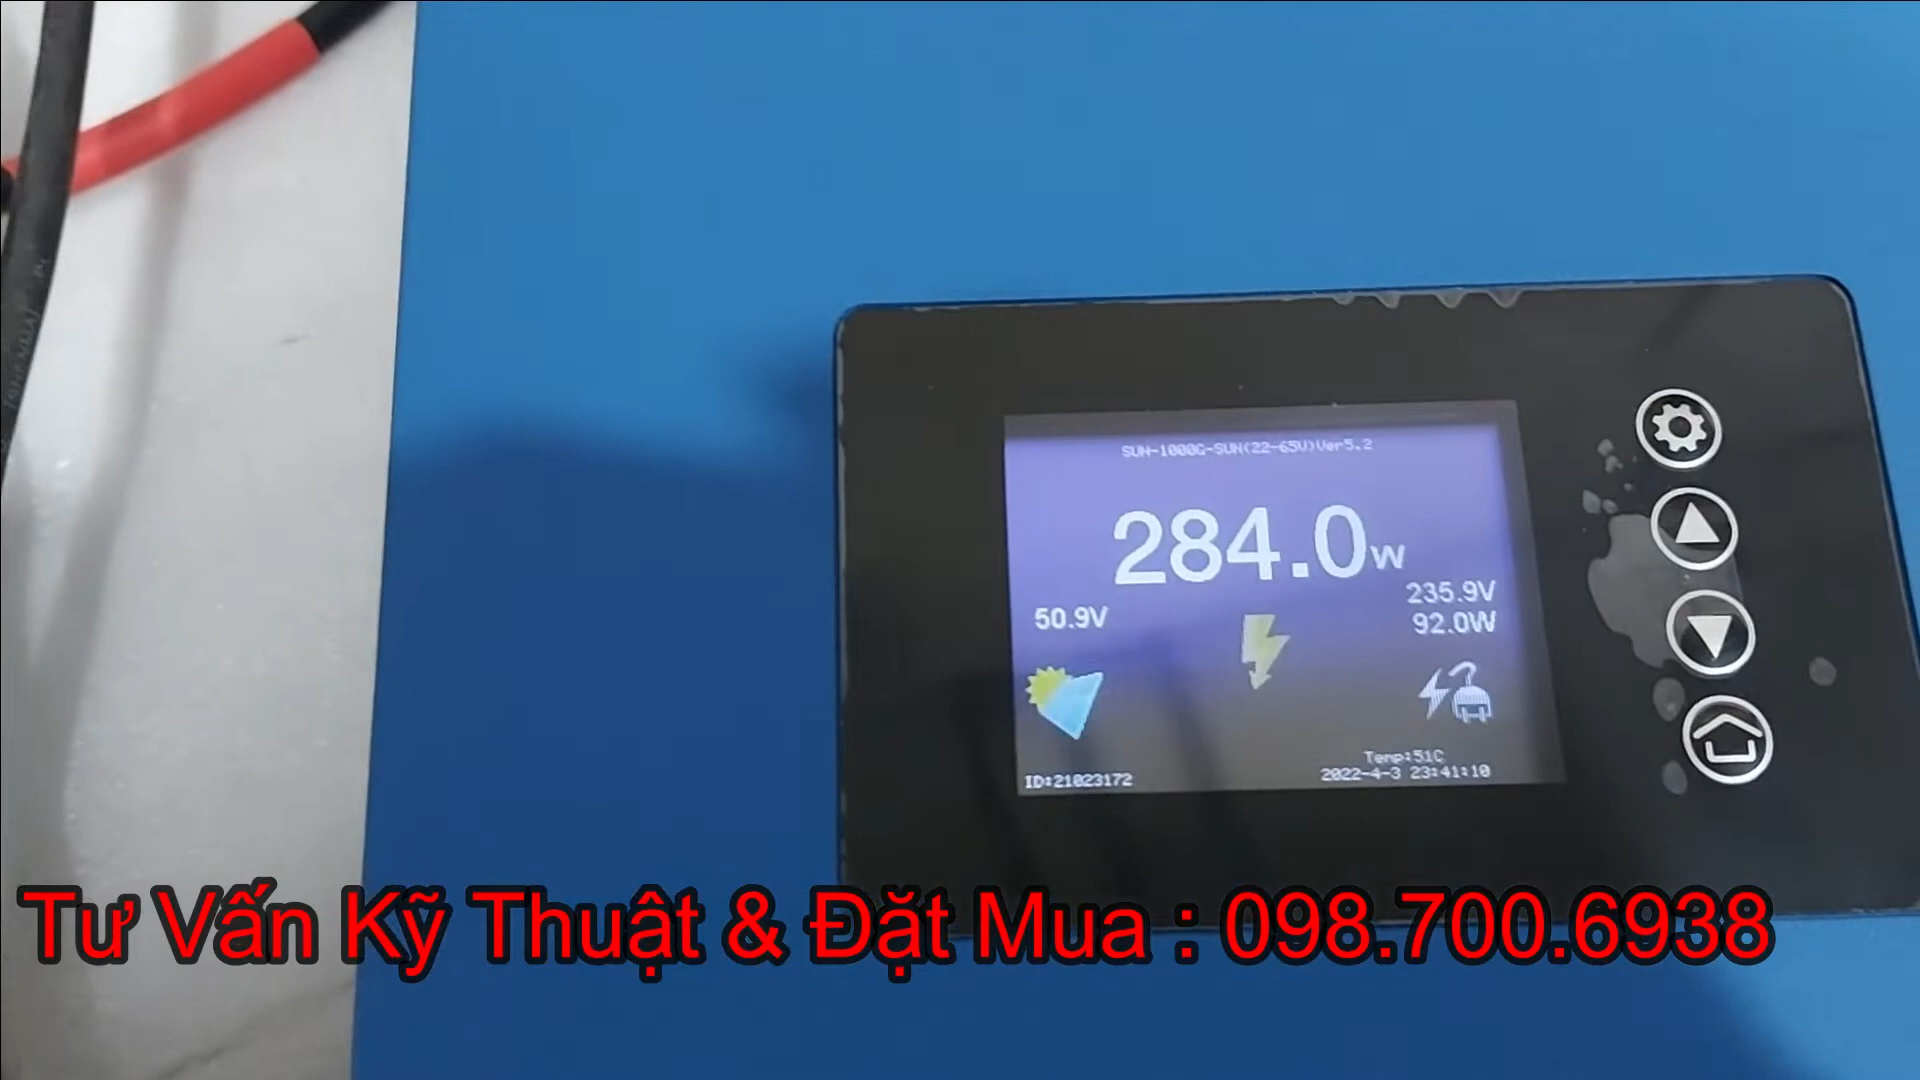 SUN-1000G-SUN(22-65V)Ver5.2
284.0W
50.9V
235.9V
92.0W
Temp:51C
ID:21023172
2022-4-3 23:41:10
Tư Vấn Kỹ Thuật & Đặt Mua : 098.700.6938